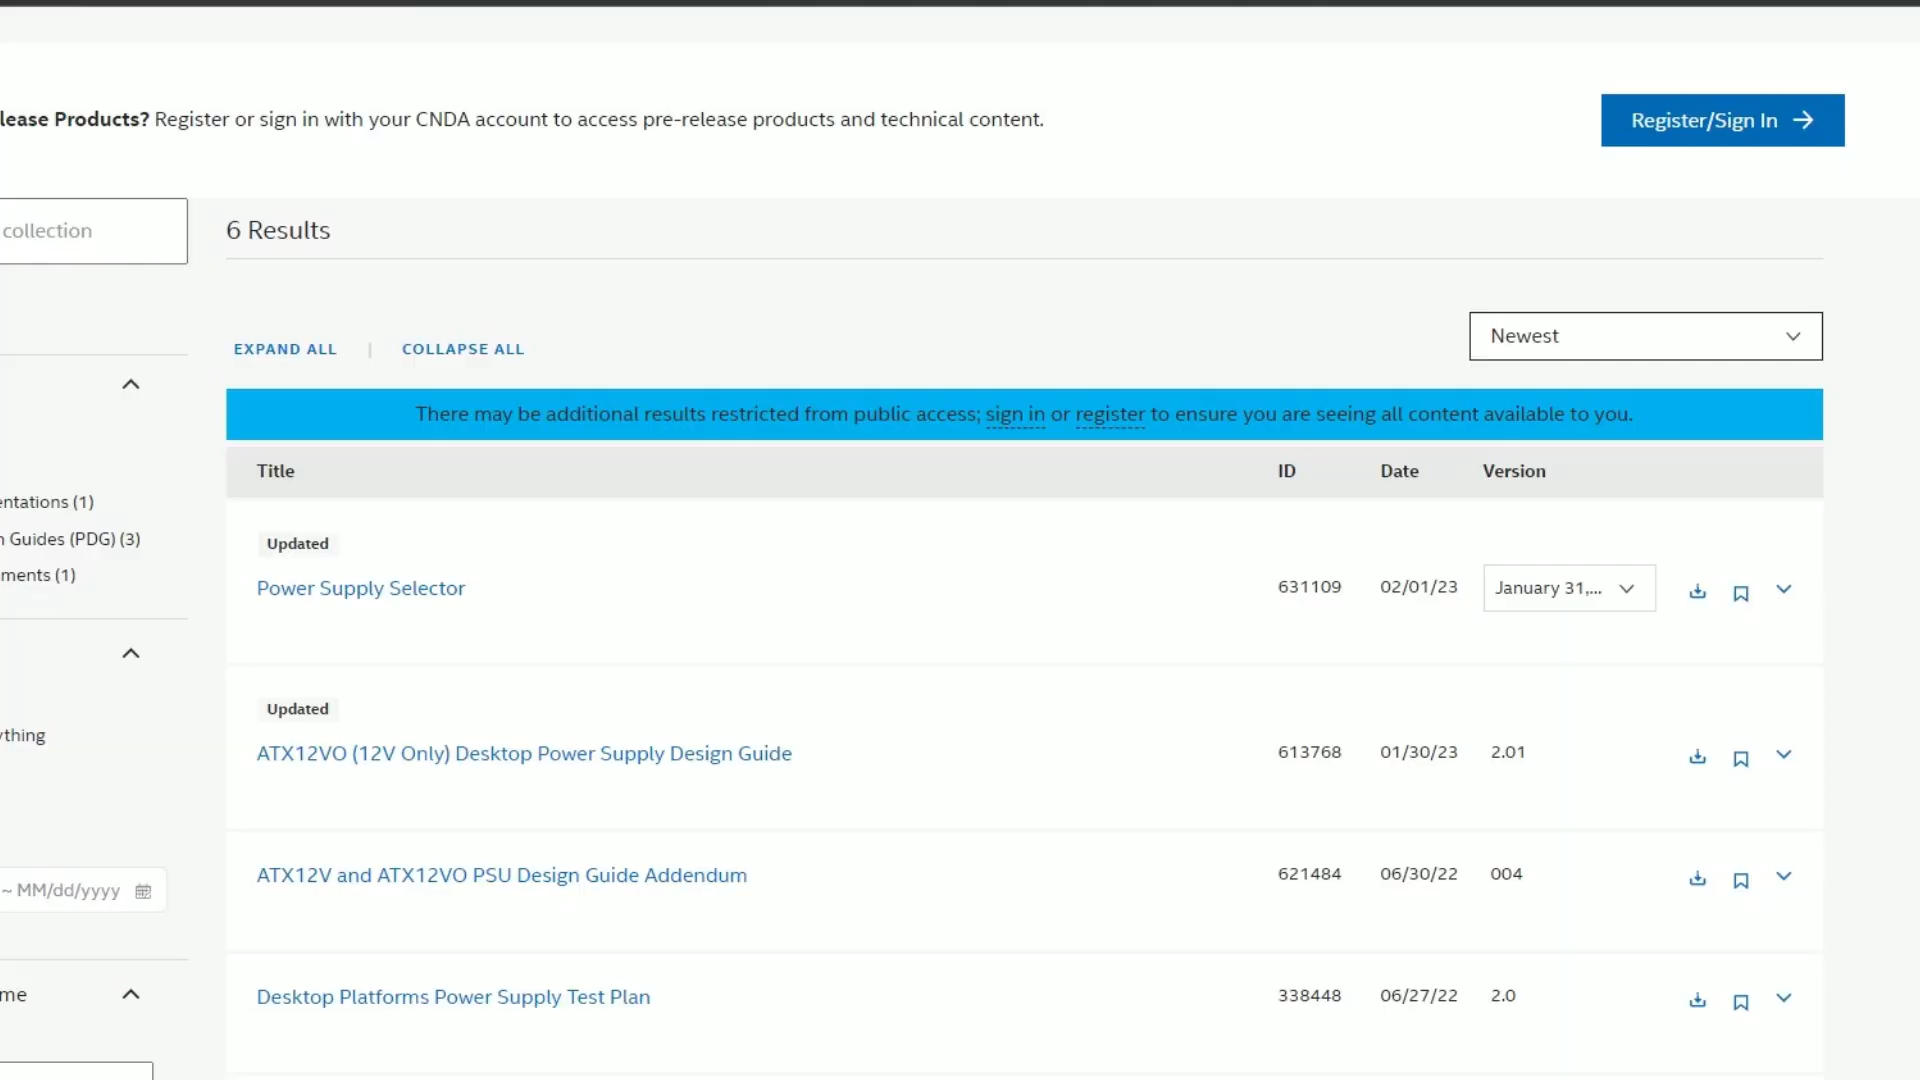 lease Products? Register or sign in with your CNDA account to access pre-release products and technical content.
Register/Sign In
collection
6 Results
EXPAND ALL | COLLAPSE ALL
Newest
There may be additional results restricted from public access; sign in or register to ensure you are seeing all content available to you.
Title ID Date Version
entations (1)
n Guides (PDG) (3)
ments (1)
Updated
Power Supply Selector 631109 02/01/23 January 31,...
Updated
ything
ATX12VO (12V Only) Desktop Power Supply Design Guide 613768 01/30/23 2.01
ATX12V and ATX12VO PSU Design Guide Addendum 621484 06/30/22 004
~ MM/dd/yyyy
me
Desktop Platforms Power Supply Test Plan 338448 06/27/22 2.0